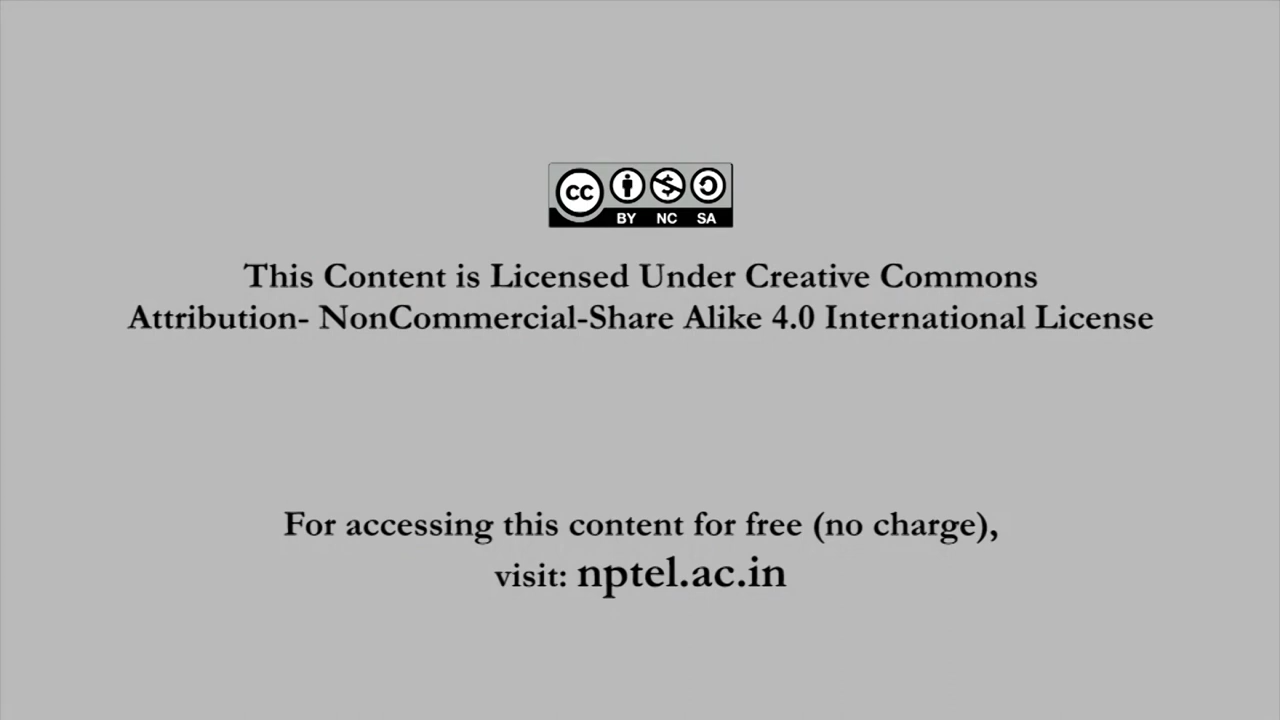 cc
BY NC SA
This Content is Licensed Under Creative Commons
Attribution- NonCommercial-Share Alike 4.0 International License
For accessing this content for free (no charge),
visit: nptel.ac.in